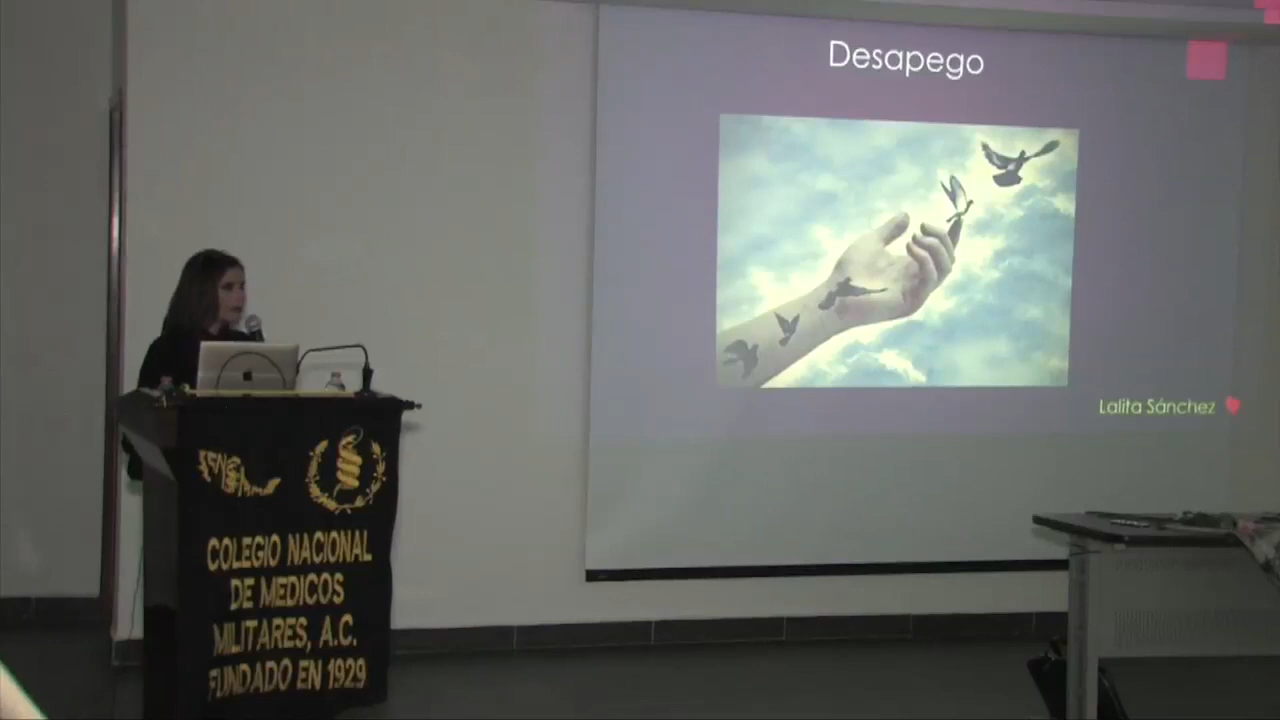 Desapego
Lalita Sánchez
COLEGIO NACIONAL
DE MEDICOS
MILITARES, A.C.
FUNDADO EN 1929